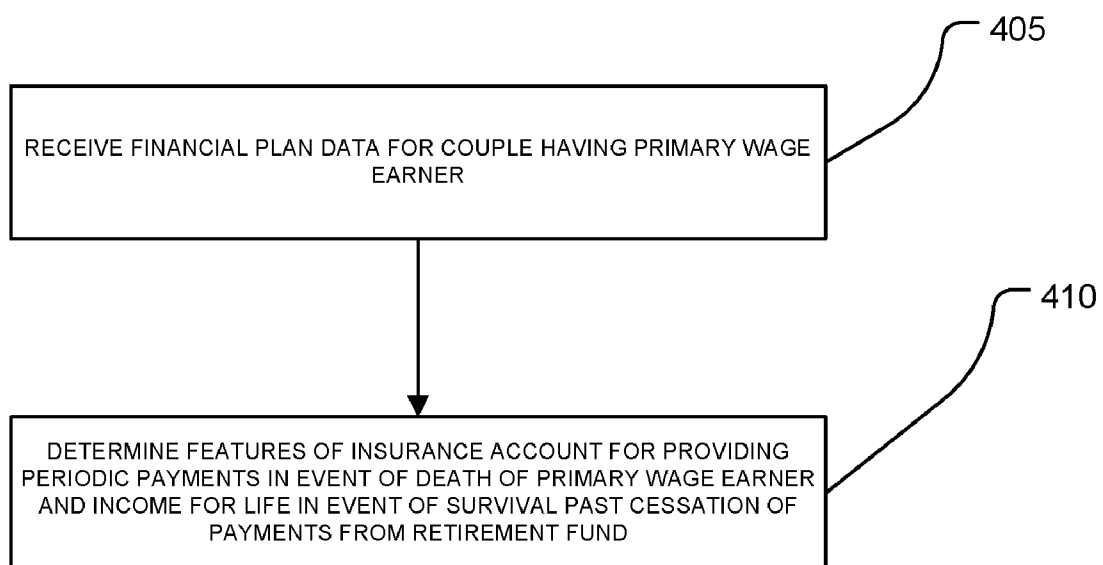 405
RECEIVE FINANCIAL PLAN DATA FOR COUPLE HAVING PRIMARY WAGE
EARNER
410
DETERMINE FEATURES OF INSURANCE ACCOUNT FOR PROVIDING
PERIODIC PAYMENTS IN EVENT OF DEATH OF PRIMARY WAGE EARNER
AND INCOME FOR LIFE IN EVENT OF SURVIVAL PAST CESSATION OF
PAYMENTS FROM RETIREMENT FUND